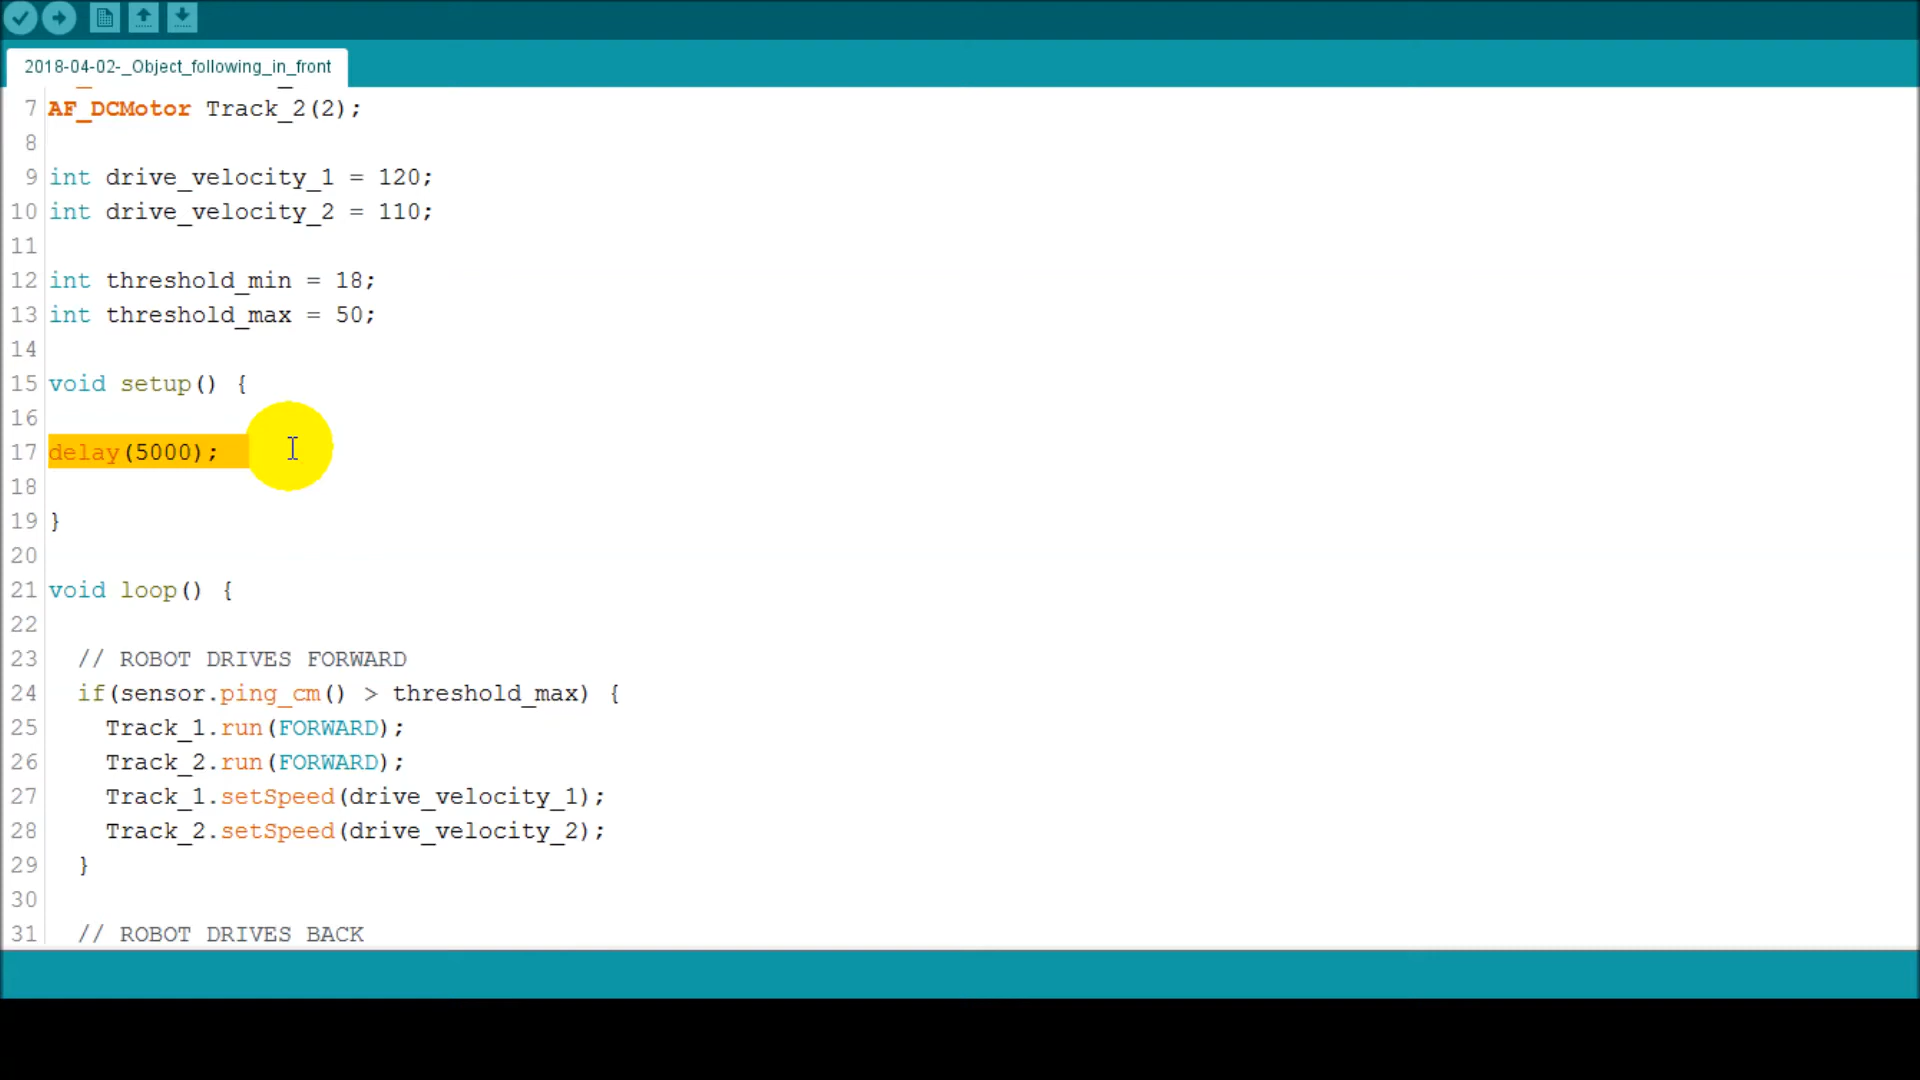 2018-04-02-_Object_following_in_front
7 AF_DCMotor Track_2(2);
8
9 int drive_velocity_1 = 120;
10 int drive_velocity_2 = 110;
11
12 int threshold_min = 18;
13 int threshold_max = 50;
14
15 void setup() {
16
17 delay(5000);
18
19 }
20
21 void loop() {
22
23 // ROBOT DRIVES FORWARD
24 if(sensor.ping_cm() > threshold_max) {
25 Track_1.run(FORWARD);
26 Track_2.run(FORWARD);
27 Track_1.setSpeed(drive_velocity_1);
28 Track_2.setSpeed(drive_velocity_2);
29 }
30
31 // ROBOT DRIVES BACK